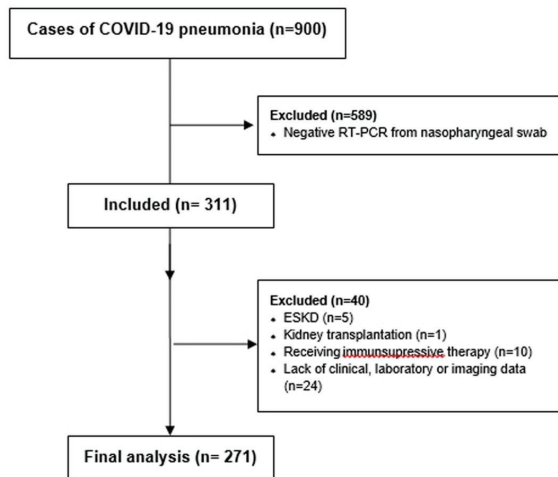 Cases of COVID-19 pneumonia (n=900)
Excluded (n=589)
• Negative RT-PCR from nasopharyngeal swab
Included (n= 311)
Excluded (n=40)
• ESKD (n=5)
• Kidney transplantation (n=1)
• Receiving immunsupressive therapy (n=10)
• Lack of clinical, laboratory or imaging data
(n=24)
Final analysis (n= 271)